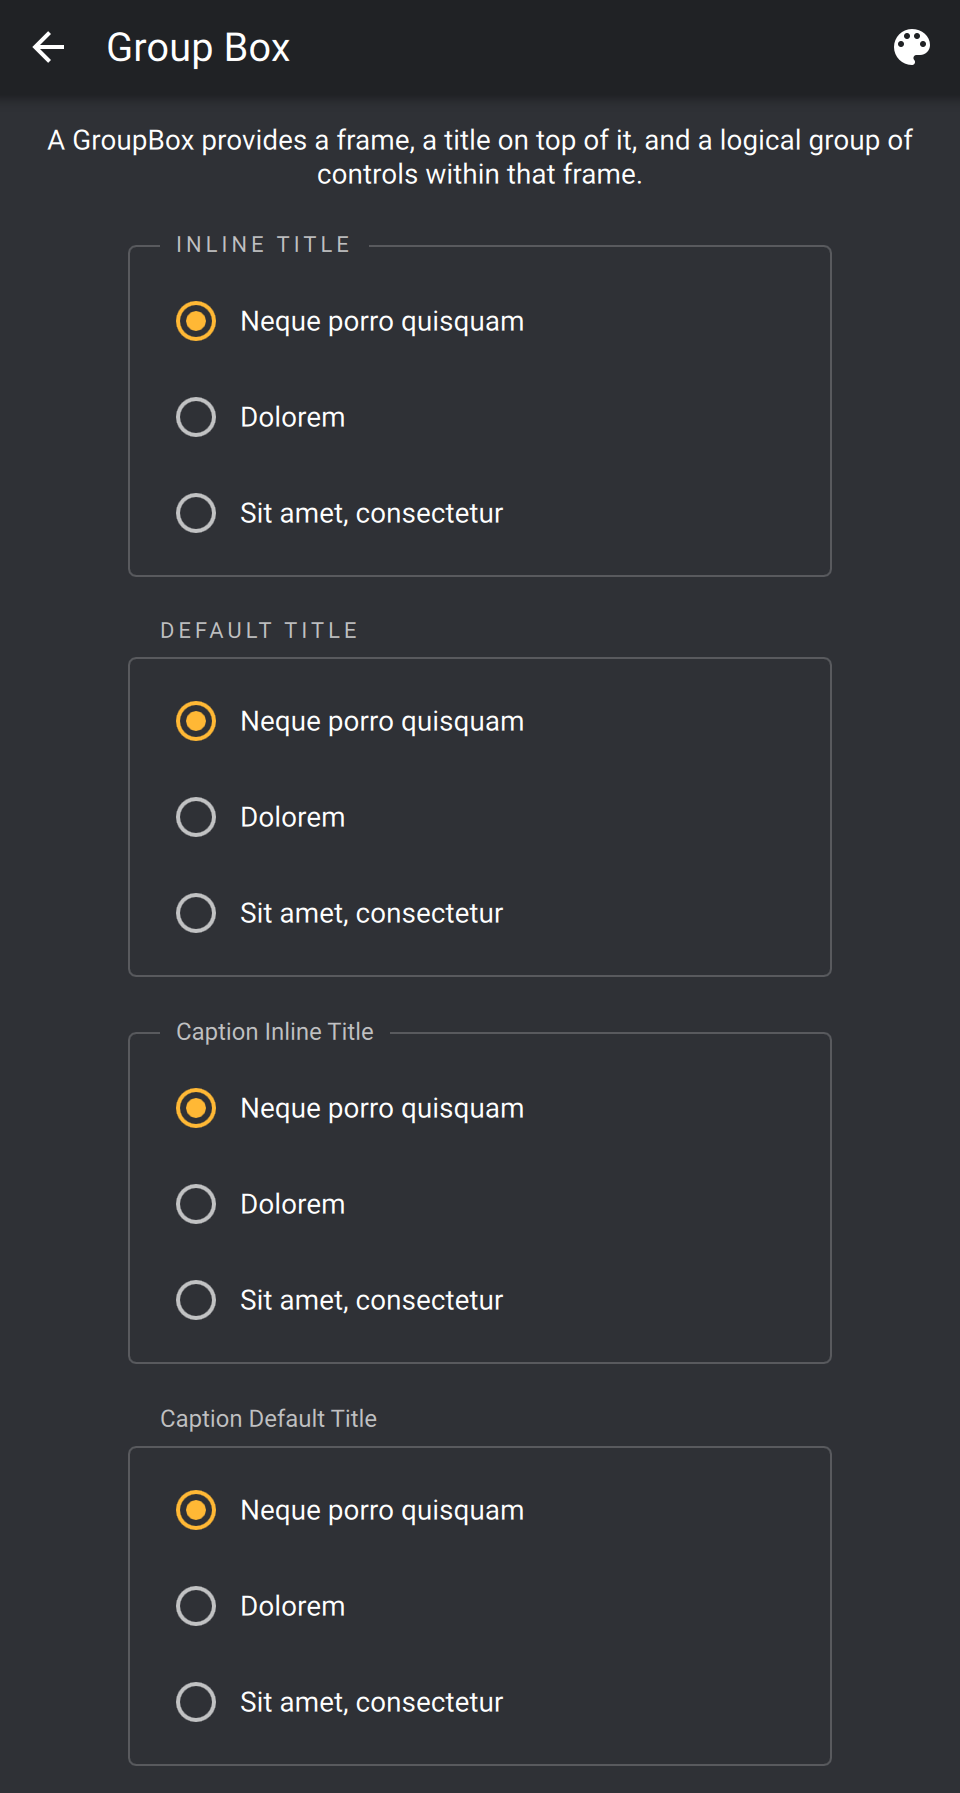 Group Box
A GroupBox provides a frame, a title on top of it, and a logical group of
controls within that frame.
INLINE TITLE
Neque porro quisquam
Dolorem
Sit amet, consectetur
DEFAULT TITLE
Neque porro quisquam
Dolorem
Sit amet, consectetur
Caption Inline Title
Neque porro quisquam
Dolorem
Sit amet, consectetur
Caption Default Title
Neque porro quisquam
Dolorem
Sit amet, consectetur